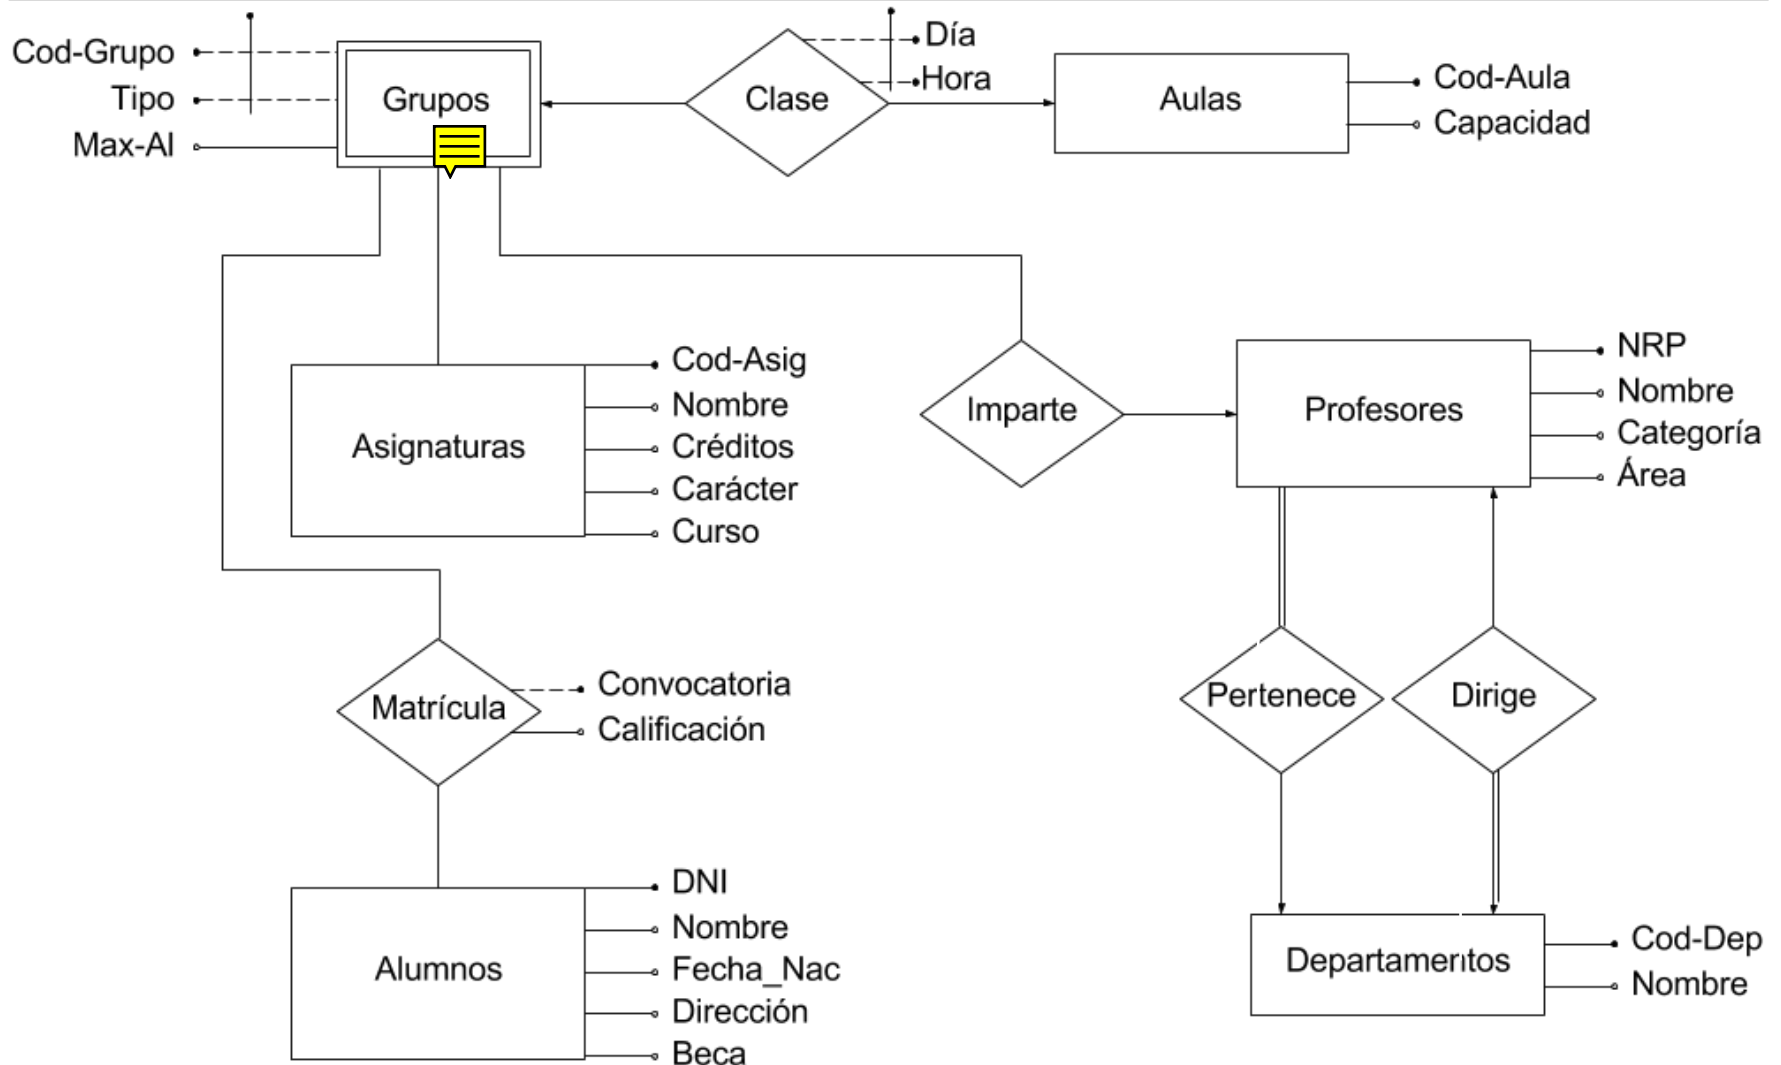 Cod-Grupo
Tipo
Max-Al
Grupos
Clase
Día
Hora
Aulas
Cod-Aula
Capacidad
Asignaturas
Cod-Asig
Nombre
Créditos
Carácter
Curso
Imparte
Profesores
NRP
Nombre
Categoría
Área
Matrícula
Convocatoria
Calificación
Pertenece
Dirige
Alumnos
DNI
Nombre
Fecha_Nac
Dirección
Beca
Departamentos
Cod-Dep
Nombre